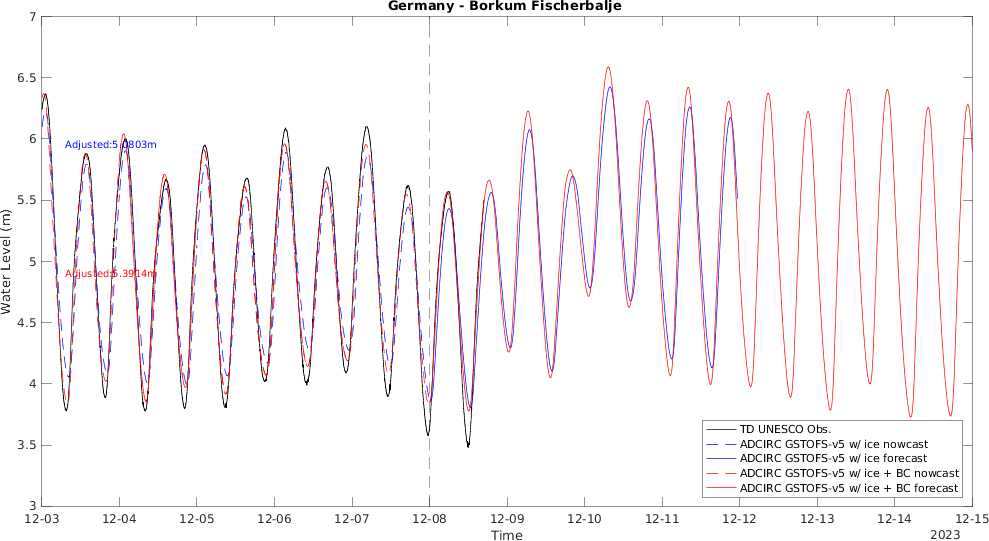 Germany - Borkum Fischerbalje
Water Level (m)
7
6.5
6
5.5
5
4.5
4
3.5
3
Adjusted:5.0803m
Adjusted:5.3914m
TD UNESCO Obs.
ADCIRC GSTOFS-v5 w/ ice nowcast
ADCIRC GSTOFS-v5 w/ ice forecast
ADCIRC GSTOFS-v5 w/ ice + BC nowcast
ADCIRC GSTOFS-v5 w/ ice + BC forecast
12-03 12-04 12-05 12-06 12-07 12-08 12-09 12-10 12-11 12-12 12-13 12-14 12-15
Time
2023